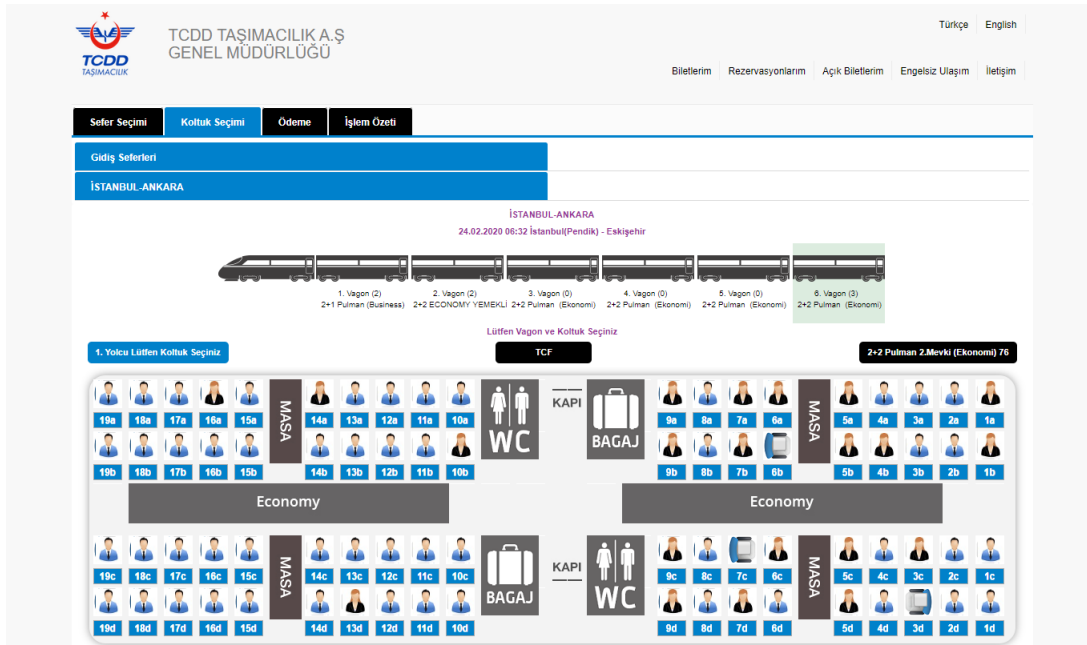 Türkçe English
TCDD TAŞIMACILIK A.Ş
GENEL MÜDÜRLÜĞÜ
TCDD
TAŞIMACILIK
Biletlerim Rezervasyonlarım Açık Biletlerim Engelsiz Ulaşım İletişim
Sefer Seçimi Koltuk Seçimi Ödeme İşlem Özeti
Gidiş Seferleri
İSTANBUL-ANKARA
İSTANBUL-ANKARA
24.02.2020 06:32 İstanbul(Pendik) - Eskişehir
1. Vagon (2) 2. Vagon (2) 3. Vagon (0) 4. Vagon (0) 5. Vagon (0) 6. Vagon (3)
2+1 Pulman (Business) 2+2 ECONOMY YEMEKLİ 2+2 Pulman (Ekonomi) 2+2 Pulman (Ekonomi) 2+2 Pulman (Ekonomi) 2+2 Pulman (Ekonomi)
Lütfen Vagon ve Koltuk Seçiniz
1. Yolcu Lütfen Koltuk Seçiniz TCF 2+2 Pulman 2.Mevki (Ekonomi) 76
19a 18a 17a 16a 15a MASA 14a 13a 12a 11a 10a WC KAPI BAGAJ 9a 8a 7a 6a MASA 5a 4a 3a 2a 1a
19b 18b 17b 16b 15b 14b 13b 12b 11b 10b 9b 8b 7b 6b 5b 4b 3b 2b 1b
Economy Economy
19c 18c 17c 16c 15c MASA 14c 13c 12c 11c 10c BAGAJ KAPI WC 9c 8c 7c 6c MASA 5c 4c 3c 2c 1c
19d 18d 17d 16d 15d 14d 13d 12d 11d 10d 9d 8d 7d 6d 5d 4d 3d 2d 1d